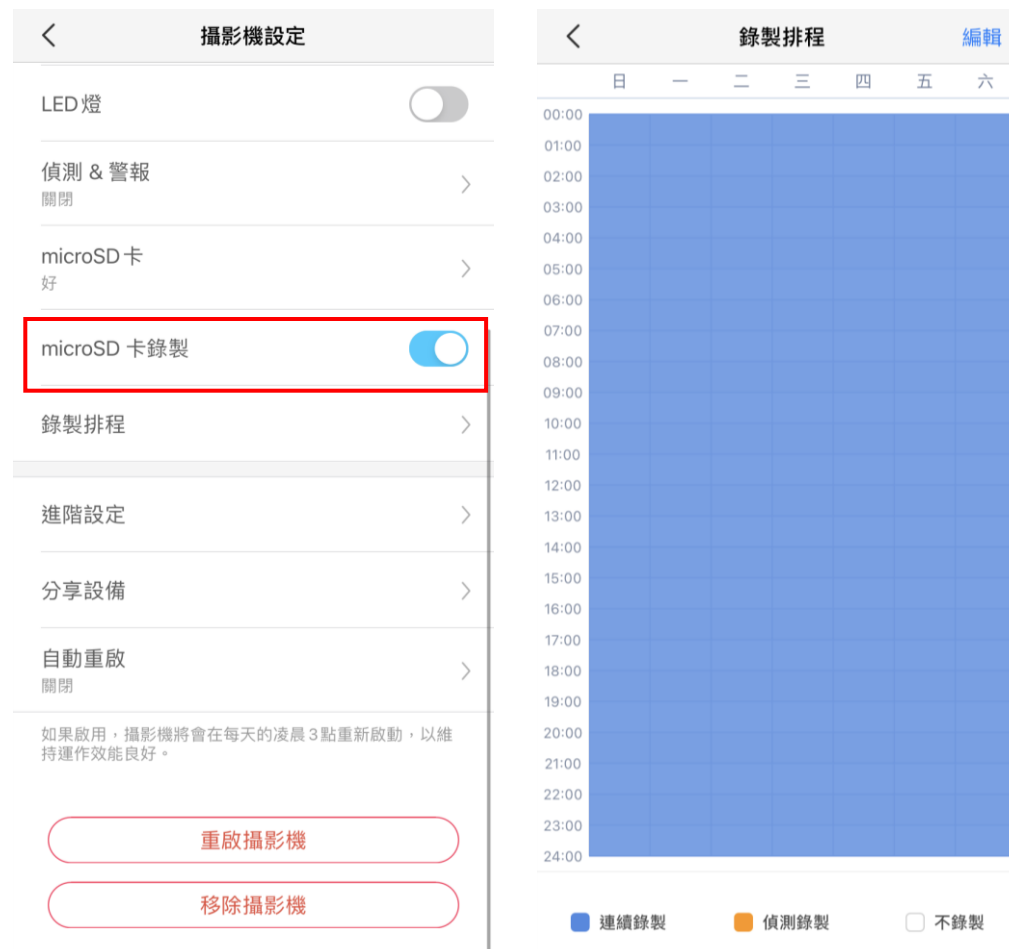 攝影機設定
LED燈
偵測 & 警報
關閉
microSD卡
好
microSD 卡錄製
錄製排程
進階設定
分享設備
自動重啟
關閉
如果啟用，攝影機將會在每天的凌晨3點重新啟動，以維
持運作效能良好。
重啟攝影機
移除攝影機
錄製排程
編輯
日 一 二 三 四 五 六
00:00
01:00
02:00
03:00
04:00
05:00
06:00
07:00
08:00
09:00
10:00
11:00
12:00
13:00
14:00
15:00
16:00
17:00
18:00
19:00
20:00
21:00
22:00
23:00
24:00
連續錄製 偵測錄製 不錄製